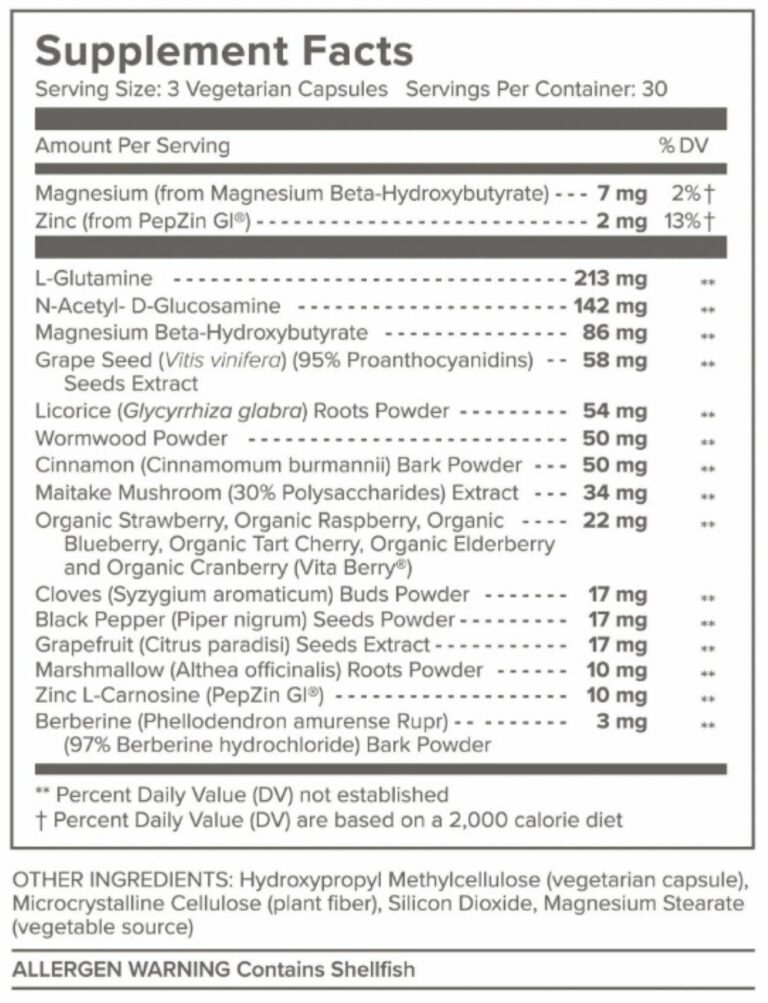 Supplement Facts
Serving Size: 3 Vegetarian Capsules Servings Per Container: 30
Amount Per Serving % DV
Magnesium (from Magnesium Beta-Hydroxybutyrate) --- 7 mg 2%†
Zinc (from PepZin GI®) ------------------------------ 2 mg 13%†
L-Glutamine ----------------------------------- 213 mg **
N-Acetyl- D-Glucosamine ------------------------ 142 mg **
Magnesium Beta-Hydroxybutyrate ---------------- 86 mg **
Grape Seed (Vitis vinifera) (95% Proanthocyanidins) -- 58 mg **
Seeds Extract
Licorice (Glycyrrhiza glabra) Roots Powder --------- 54 mg **
Wormwood Powder ----------------------------- 50 mg **
Cinnamon (Cinnamomum burmannii) Bark Powder --- 50 mg **
Maitake Mushroom (30% Polysaccharides) Extract --- 34 mg **
Organic Strawberry, Organic Raspberry, Organic ---- 22 mg **
Blueberry, Organic Tart Cherry, Organic Elderberry
and Organic Cranberry (Vita Berry®)
Cloves (Syzygium aromaticum) Buds Powder ------- 17 mg **
Black Pepper (Piper nigrum) Seeds Powder --------- 17 mg **
Grapefruit (Citrus paradisi) Seeds Extract ----------- 17 mg **
Marshmallow (Althea officinalis) Roots Powder ------ 10 mg **
Zinc L-Carnosine (PepZin GI®) -------------------- 10 mg **
Berberine (Phellodendron amurense Rupr) --------- 3 mg **
(97% Berberine hydrochloride) Bark Powder
** Percent Daily Value (DV) not established
† Percent Daily Value (DV) are based on a 2,000 calorie diet
OTHER INGREDIENTS: Hydroxypropyl Methylcellulose (vegetarian capsule),
Microcrystalline Cellulose (plant fiber), Silicon Dioxide, Magnesium Stearate
(vegetable source)
ALLERGEN WARNING Contains Shellfish